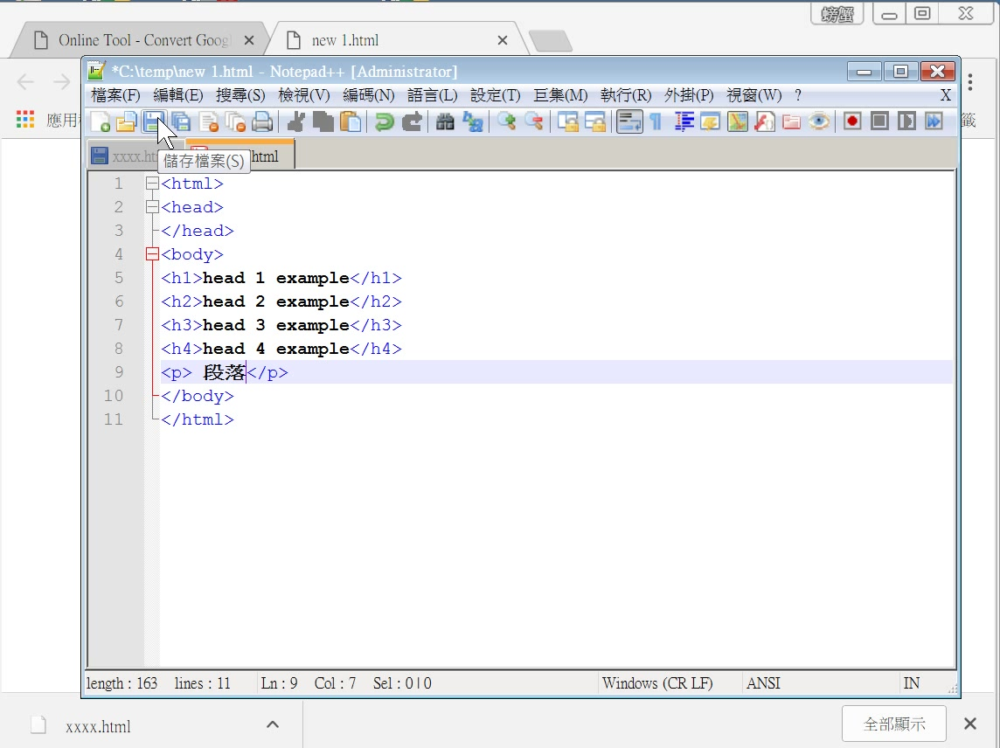 螃蟹
Online Tool - Convert Goog
new 1.html
*C:\temp\new 1.html - Notepad++ [Administrator]
檔案(F) 編輯(E) 搜尋(S) 檢視(V) 編碼(N) 語言(L) 設定(T) 巨集(M) 執行(R) 外掛(P) 視窗(W) ? X
應用
籤
xxxx.ht
html
儲存檔案(S)
1 <html>
2 <head>
3 </head>
4 <body>
5 <h1>head 1 example</h1>
6 <h2>head 2 example</h2>
7 <h3>head 3 example</h3>
8 <h4>head 4 example</h4>
9 <p> 段落</p>
10 </body>
11 </html>
length : 163 lines : 11 Ln : 9 Col : 7 Sel : 0 | 0 Windows (CR LF) ANSI IN
xxxx.html
全部顯示